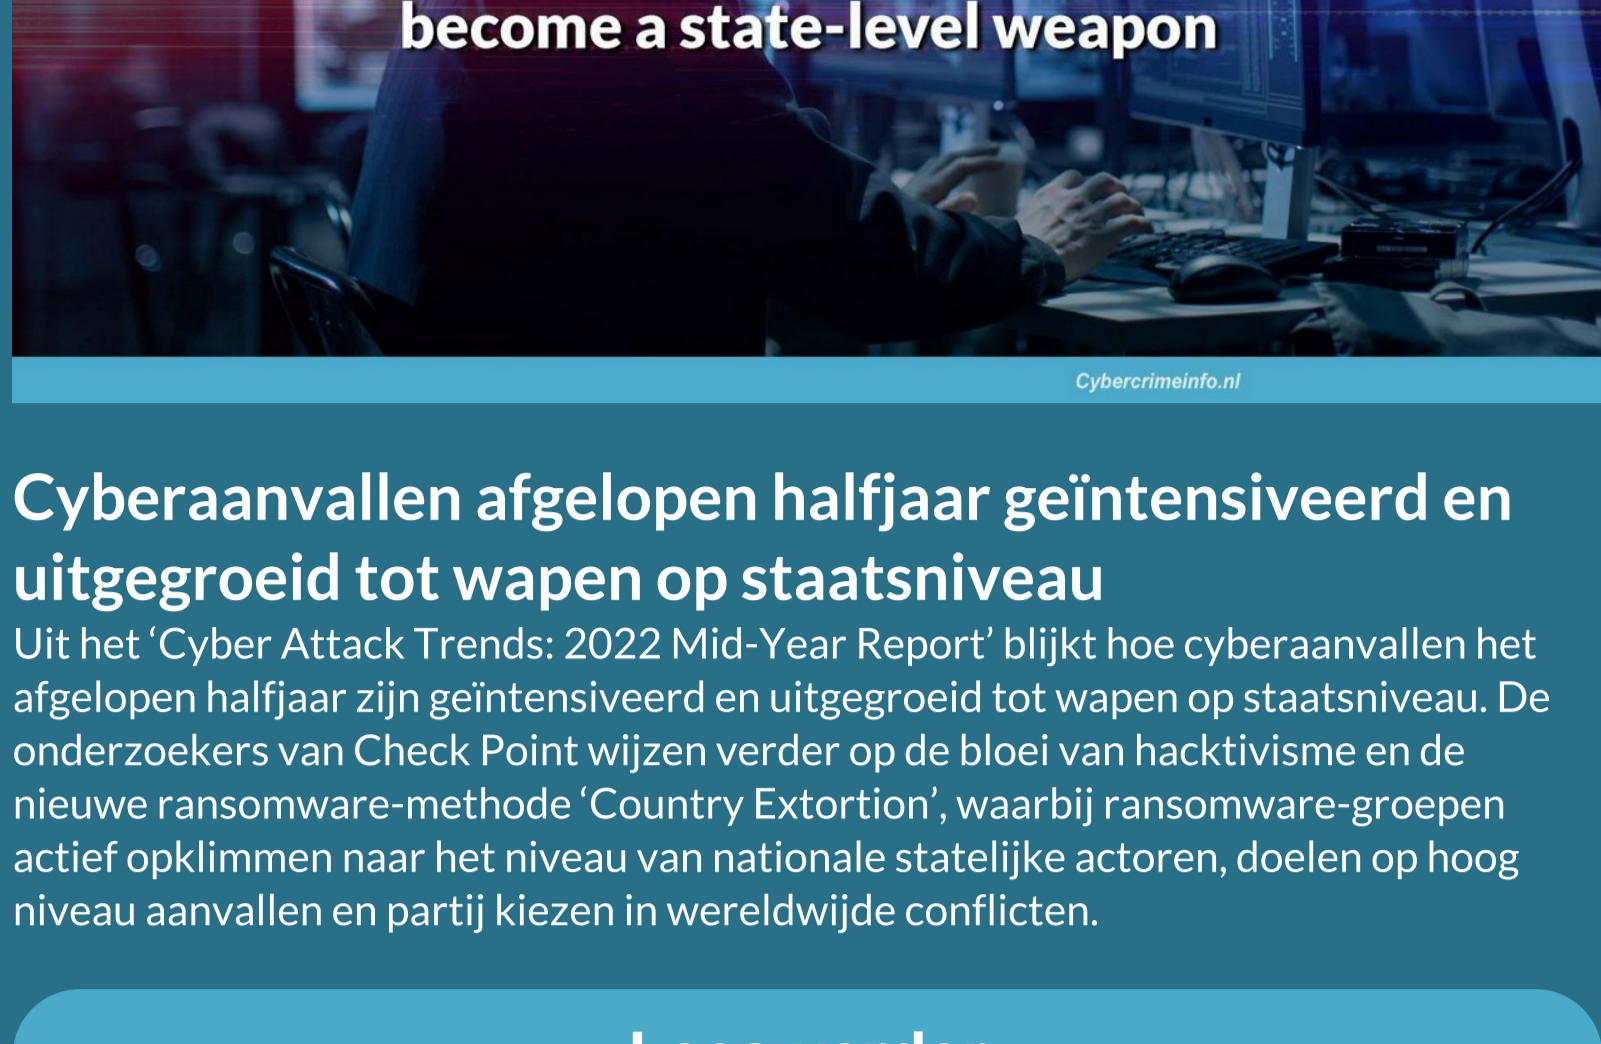 become a state-level weapon
Cybercrimeinfo.nl
Cyberaanvallen afgelopen halfjaar geïntensiveerd en
uitgegroeid tot wapen op staatsniveau
Uit het ‘Cyber Attack Trends: 2022 Mid-Year Report’ blijkt hoe cyberaanvallen het
afgelopen halfjaar zijn geïntensiveerd en uitgegroeid tot wapen op staatsniveau. De
onderzoekers van Check Point wijzen verder op de bloei van hacktivisme en de
nieuwe ransomware-methode ‘Country Extortion’, waarbij ransomware-groepen
actief opklimmen naar het niveau van nationale statelijke actoren, doelen op hoog
niveau aanvallen en partij kiezen in wereldwijde conflicten.